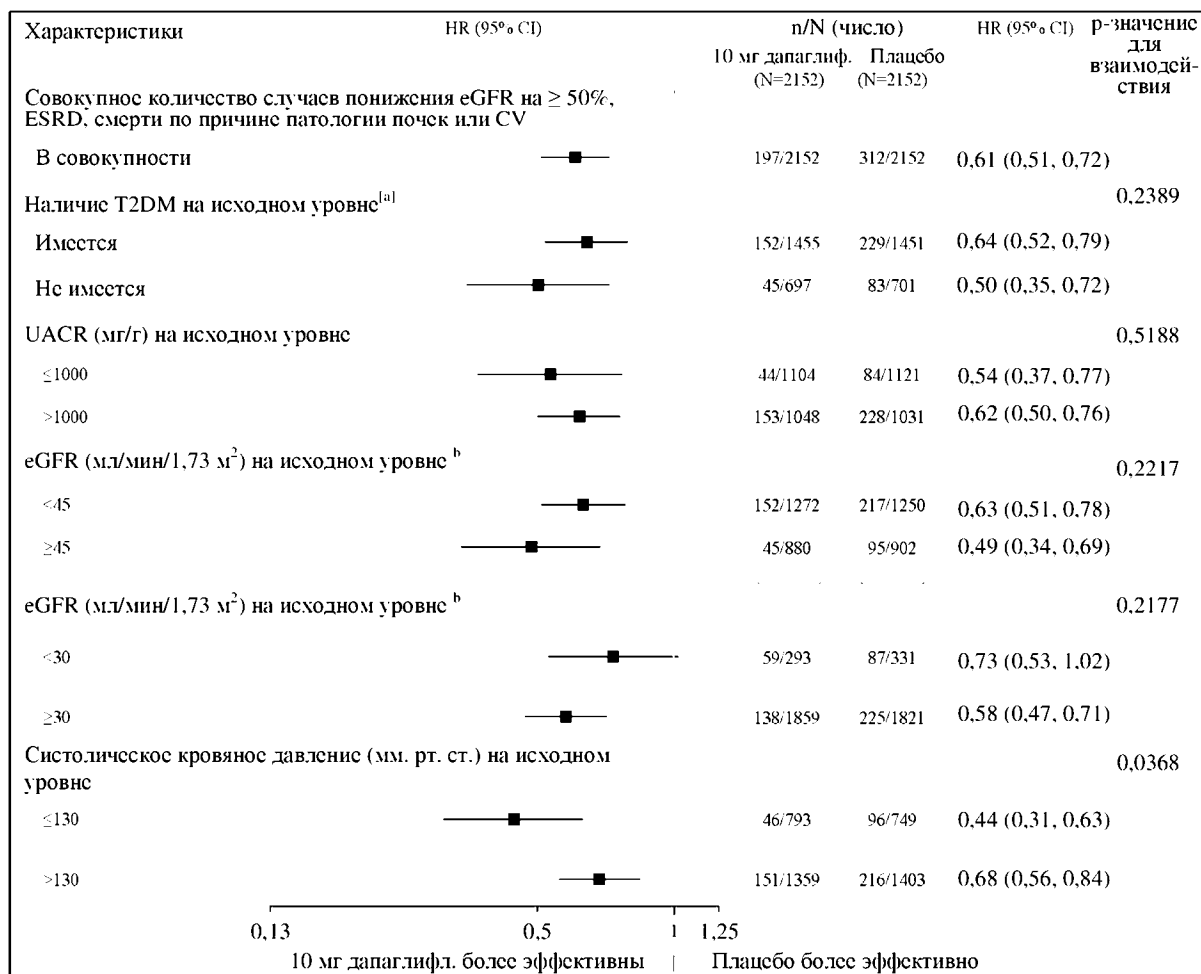 Характеристики HR (95% CI) n/N (число) HR (95% CI) р-значение
для
взаимодей-
ствия
10 мг дапаглиф. Плацебо
(N=2152) (N=2152)
Совокупное количество случаев понижения eGFR на ≥ 50%,
ESRD, смерти по причине патологии почек или CV
В совокупности 197/2152 312/2152 0,61 (0,51, 0,72)
Наличие T2DM на исходном уровне[a] 0,2389
Имеется 152/1455 229/1451 0,64 (0,52, 0,79)
Не имеется 45/697 83/701 0,50 (0,35, 0,72)
UACR (мг/г) на исходном уровне 0,5188
≤1000 44/1104 84/1121 0,54 (0,37, 0,77)
>1000 153/1048 228/1031 0,62 (0,50, 0,76)
eGFR (мл/мин/1,73 м²) на исходном уровне b 0,2217
<45 152/1272 217/1250 0,63 (0,51, 0,78)
≥45 45/880 95/902 0,49 (0,34, 0,69)
eGFR (мл/мин/1,73 м²) на исходном уровне b 0,2177
<30 59/293 87/331 0,73 (0,53, 1,02)
≥30 138/1859 225/1821 0,58 (0,47, 0,71)
Систолическое кровяное давление (мм. рт. ст.) на исходном
уровне 0,0368
≤130 46/793 96/749 0,44 (0,31, 0,63)
>130 151/1359 216/1403 0,68 (0,56, 0,84)
0,13 0,5 1 1,25
10 мг дапаглифл. более эффективны | Плацебо более эффективно